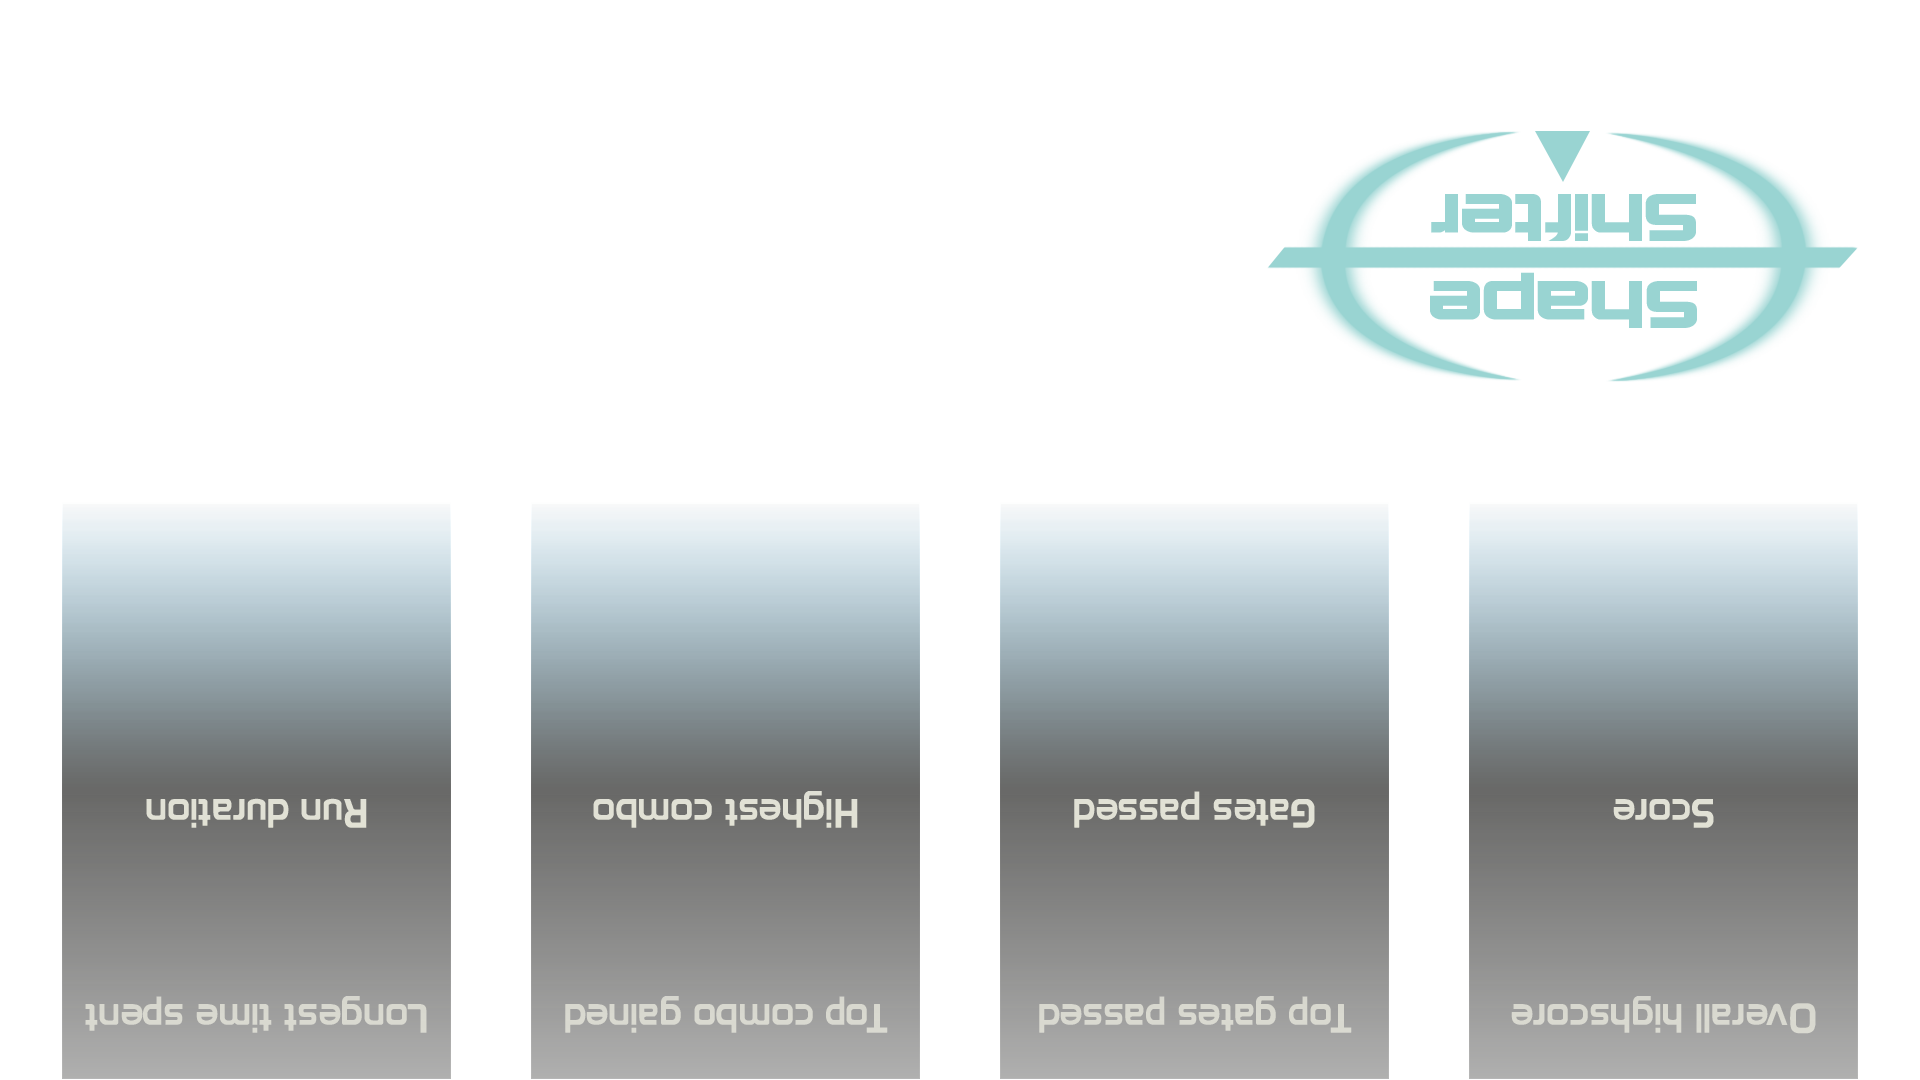 Overall highscore
Top gates passed
Top combo gained
Longest time spent
Score
Gates passed
Highest combo
Run duration
Shape
Shifter